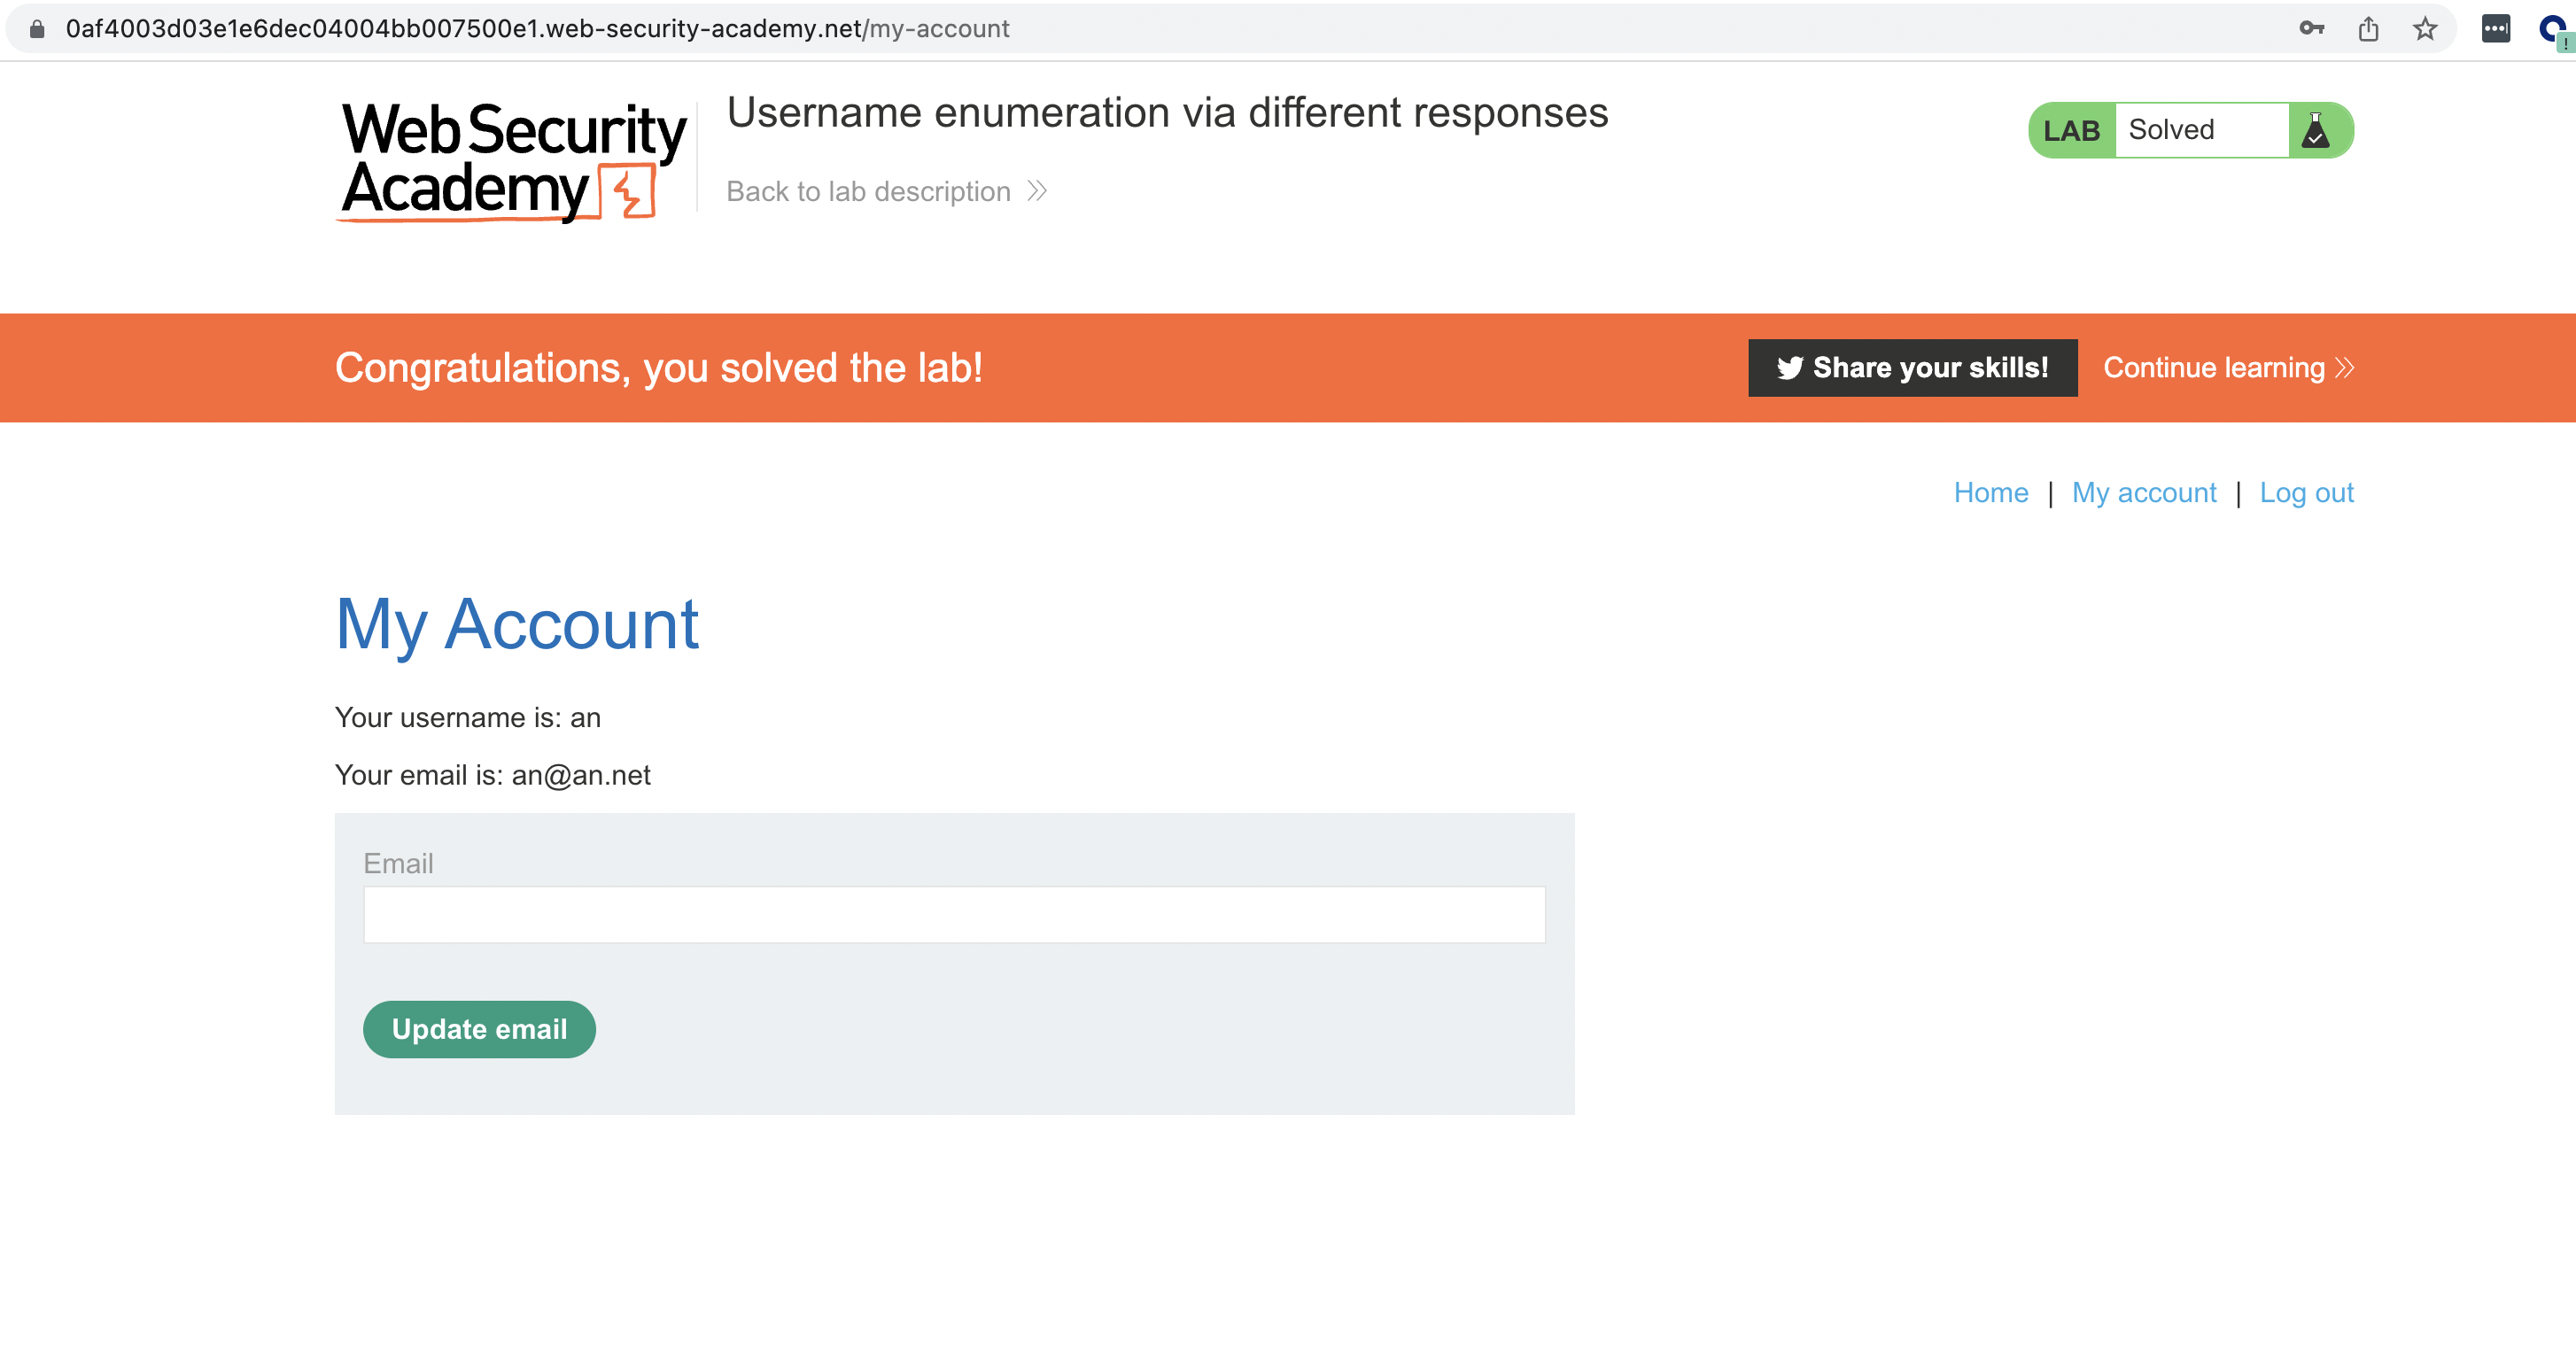 0af4003d03e1e6dec04004bb007500e1.web-security-academy.net/my-account
Web Security
Academy
Username enumeration via different responses
Back to lab description
LAB Solved
Congratulations, you solved the lab!
Share your skills!
Continue learning
Home | My account | Log out
My Account
Your username is: an
Your email is: an@an.net
Email
Update email